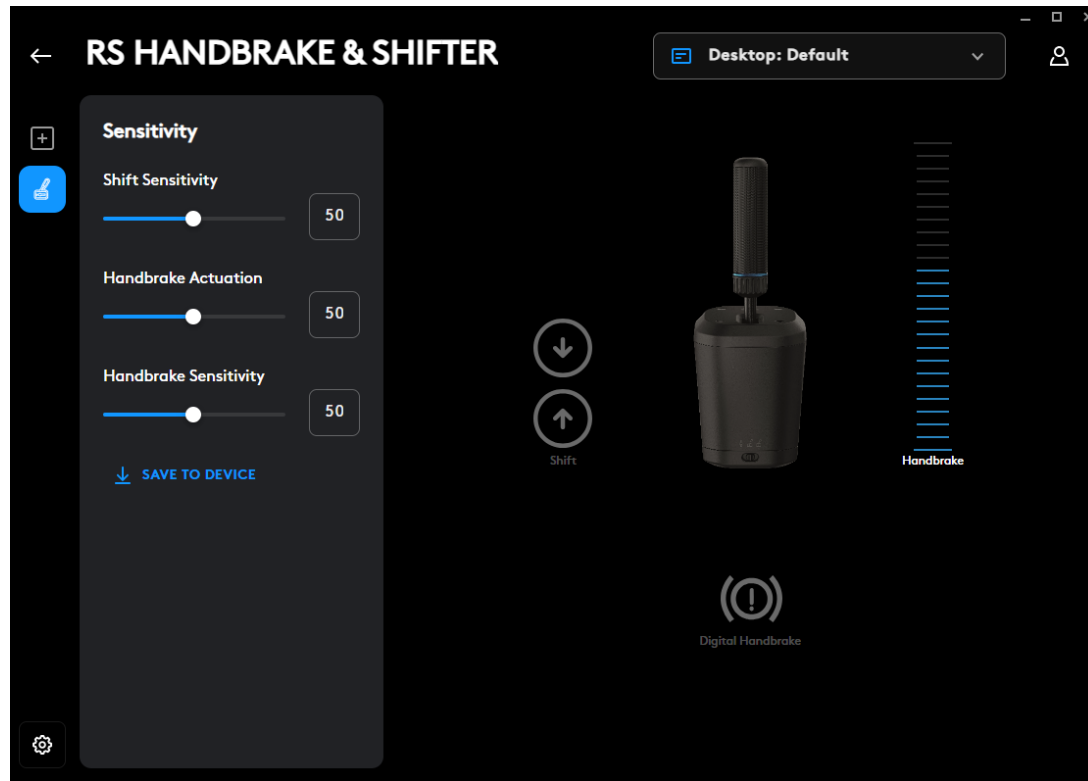 RS HANDBRAKE & SHIFTER
Desktop: Default
Sensitivity
Shift Sensitivity
50
Handbrake Actuation
50
Handbrake Sensitivity
50
SAVE TO DEVICE
Shift
Handbrake
Digital Handbrake